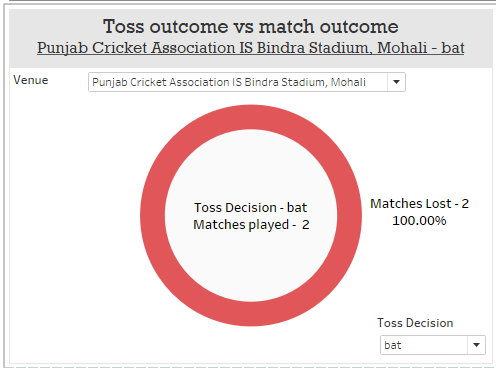 Toss outcome vs match outcome
Punjab Cricket Association IS Bindra Stadium, Mohali - bat
Venue
Punjab Cricket Association IS Bindra Stadium, Mohali
Toss Decision - bat
Matches played - 2
Matches Lost - 2
100.00%
Toss Decision
bat